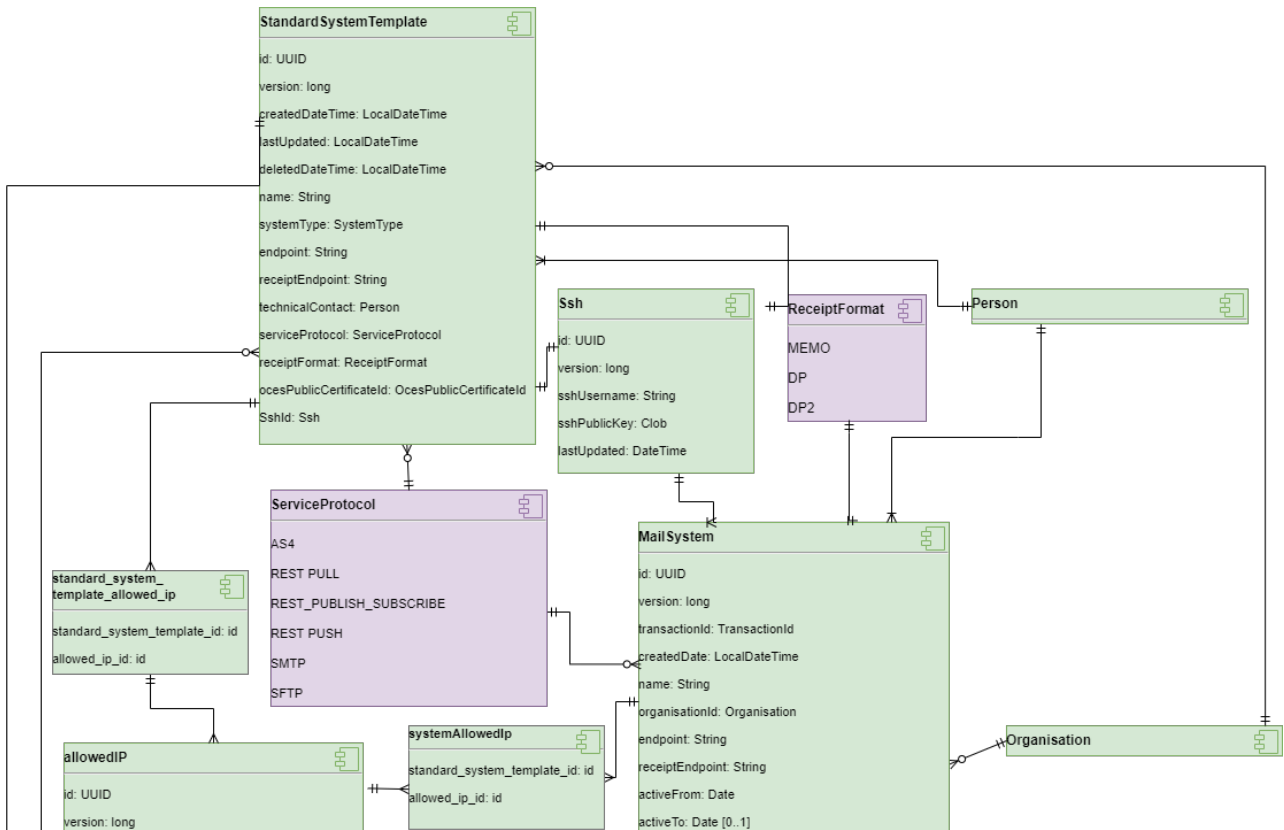 StandardSystemTemplate
id: UUID
version: long
createdDateTime: LocalDateTime
lastUpdated: LocalDateTime
deletedDateTime: LocalDateTime
name: String
systemType: SystemType
endpoint: String
receiptEndpoint: String
technicalContact: Person
serviceProtocol: ServiceProtocol
receiptFormat: ReceiptFormat
ocesPublicCertificateId: OcesPublicCertificateId
SshId: Ssh
Ssh
id: UUID
version: long
sshUsername: String
sshPublicKey: Clob
lastUpdated: DateTime
ReceiptFormat
MEMO
DP
DP2
Person
ServiceProtocol
AS4
REST PULL
REST_PUBLISH_SUBSCRIBE
REST PUSH
SMTP
SFTP
MailSystem
id: UUID
version: long
transactionId: TransactionId
createdDate: LocalDateTime
name: String
organisationId: Organisation
endpoint: String
receiptEndpoint: String
activeFrom: Date
activeTo: Date [0..1]
standard_system_
template_allowed_ip
standard_system_template_id: id
allowed_ip_id: id
allowedIP
id: UUID
version: long
systemAllowedIp
standard_system_template_id: id
allowed_ip_id: id
Organisation